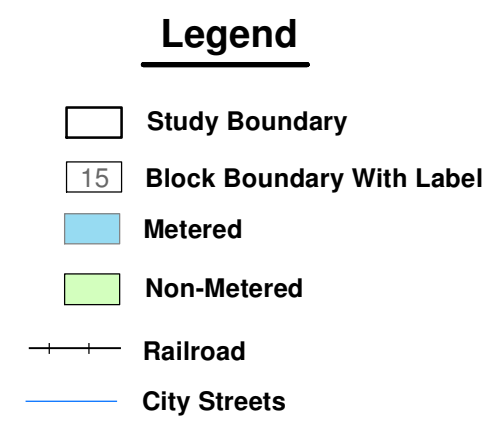 Legend
Study Boundary
15 Block Boundary With Label
Metered
Non-Metered
Railroad
City Streets